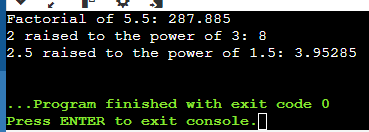 Factorial of 5.5: 287.885
2 raised to the power of 3: 8
2.5 raised to the power of 1.5: 3.95285
...Program finished with exit code 0
Press ENTER to exit console.